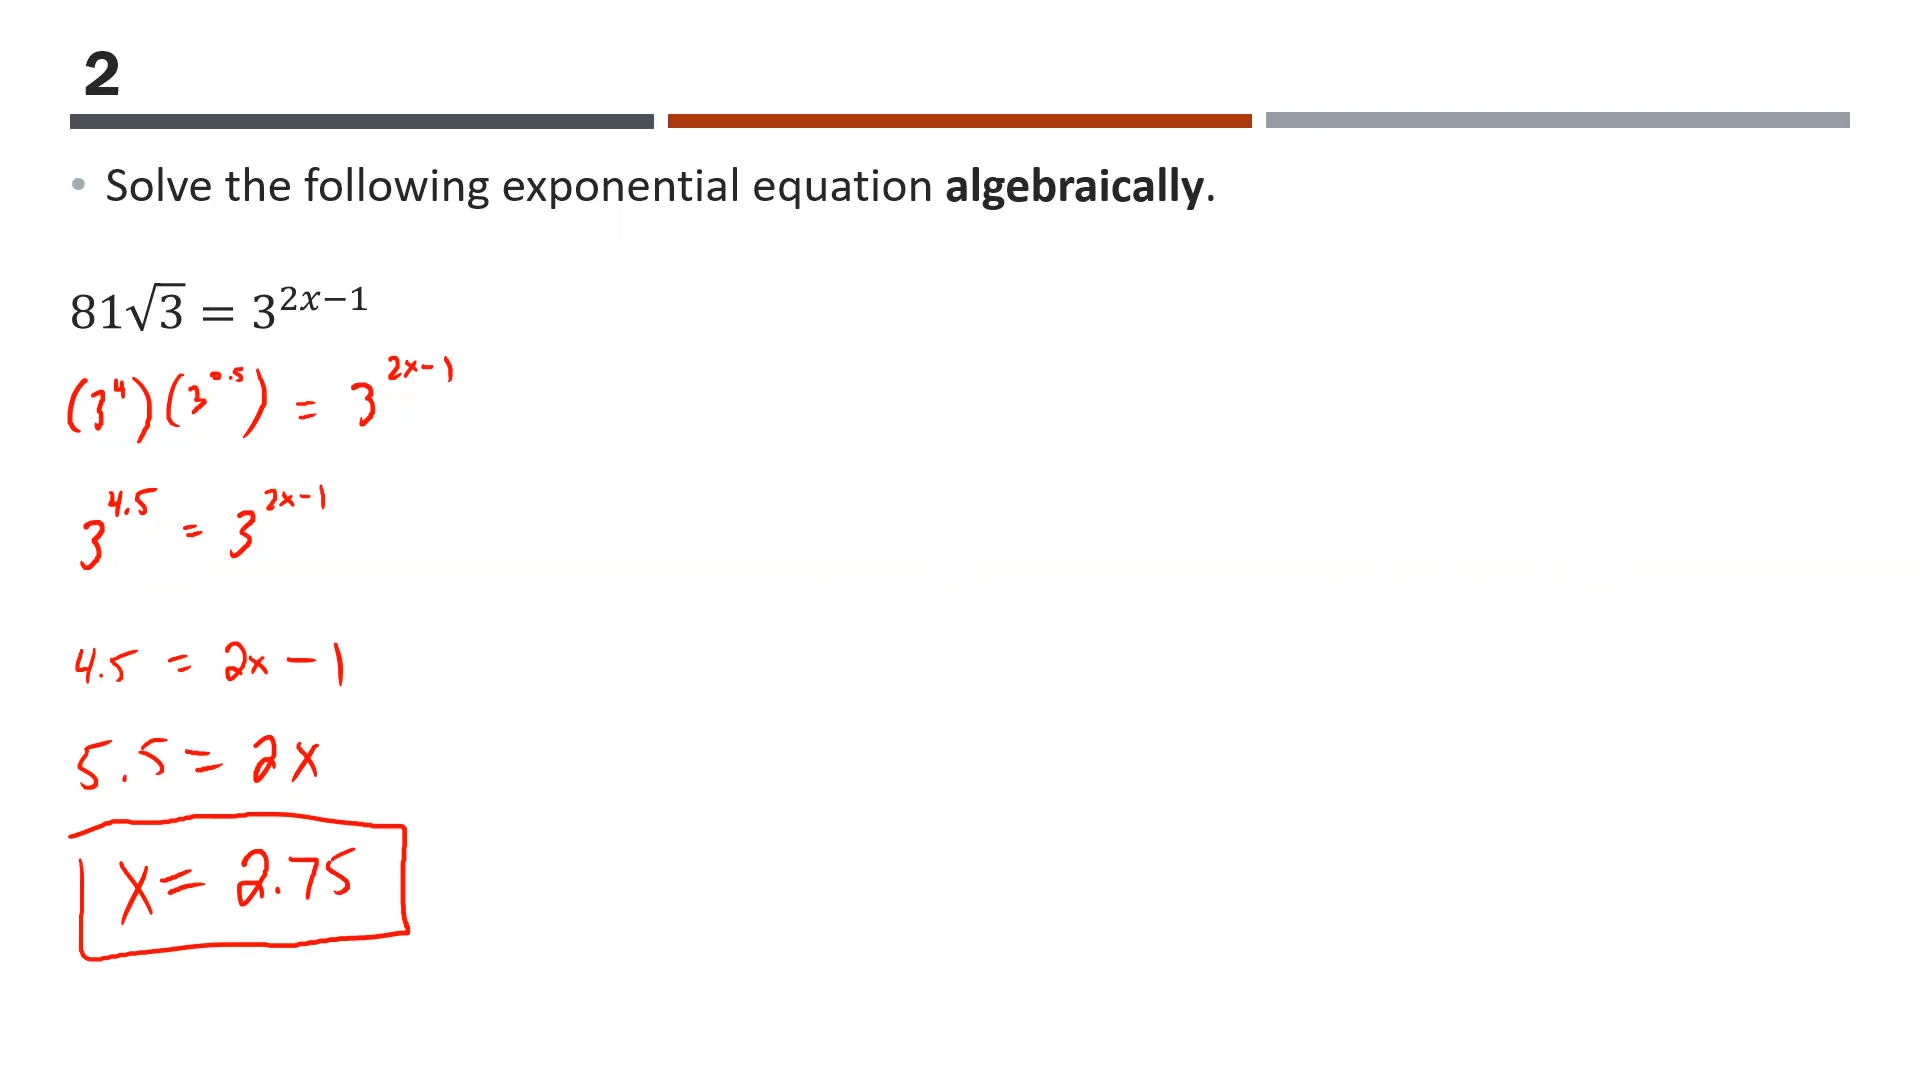 2
• Solve the following exponential equation algebraically.
81√3 = 3^{2x−1}
(3^4)(3^{0.5}) = 3^{2x-1}
3^{4.5} = 3^{2x-1}
4.5 = 2x - 1
5.5 = 2x
x = 2.75